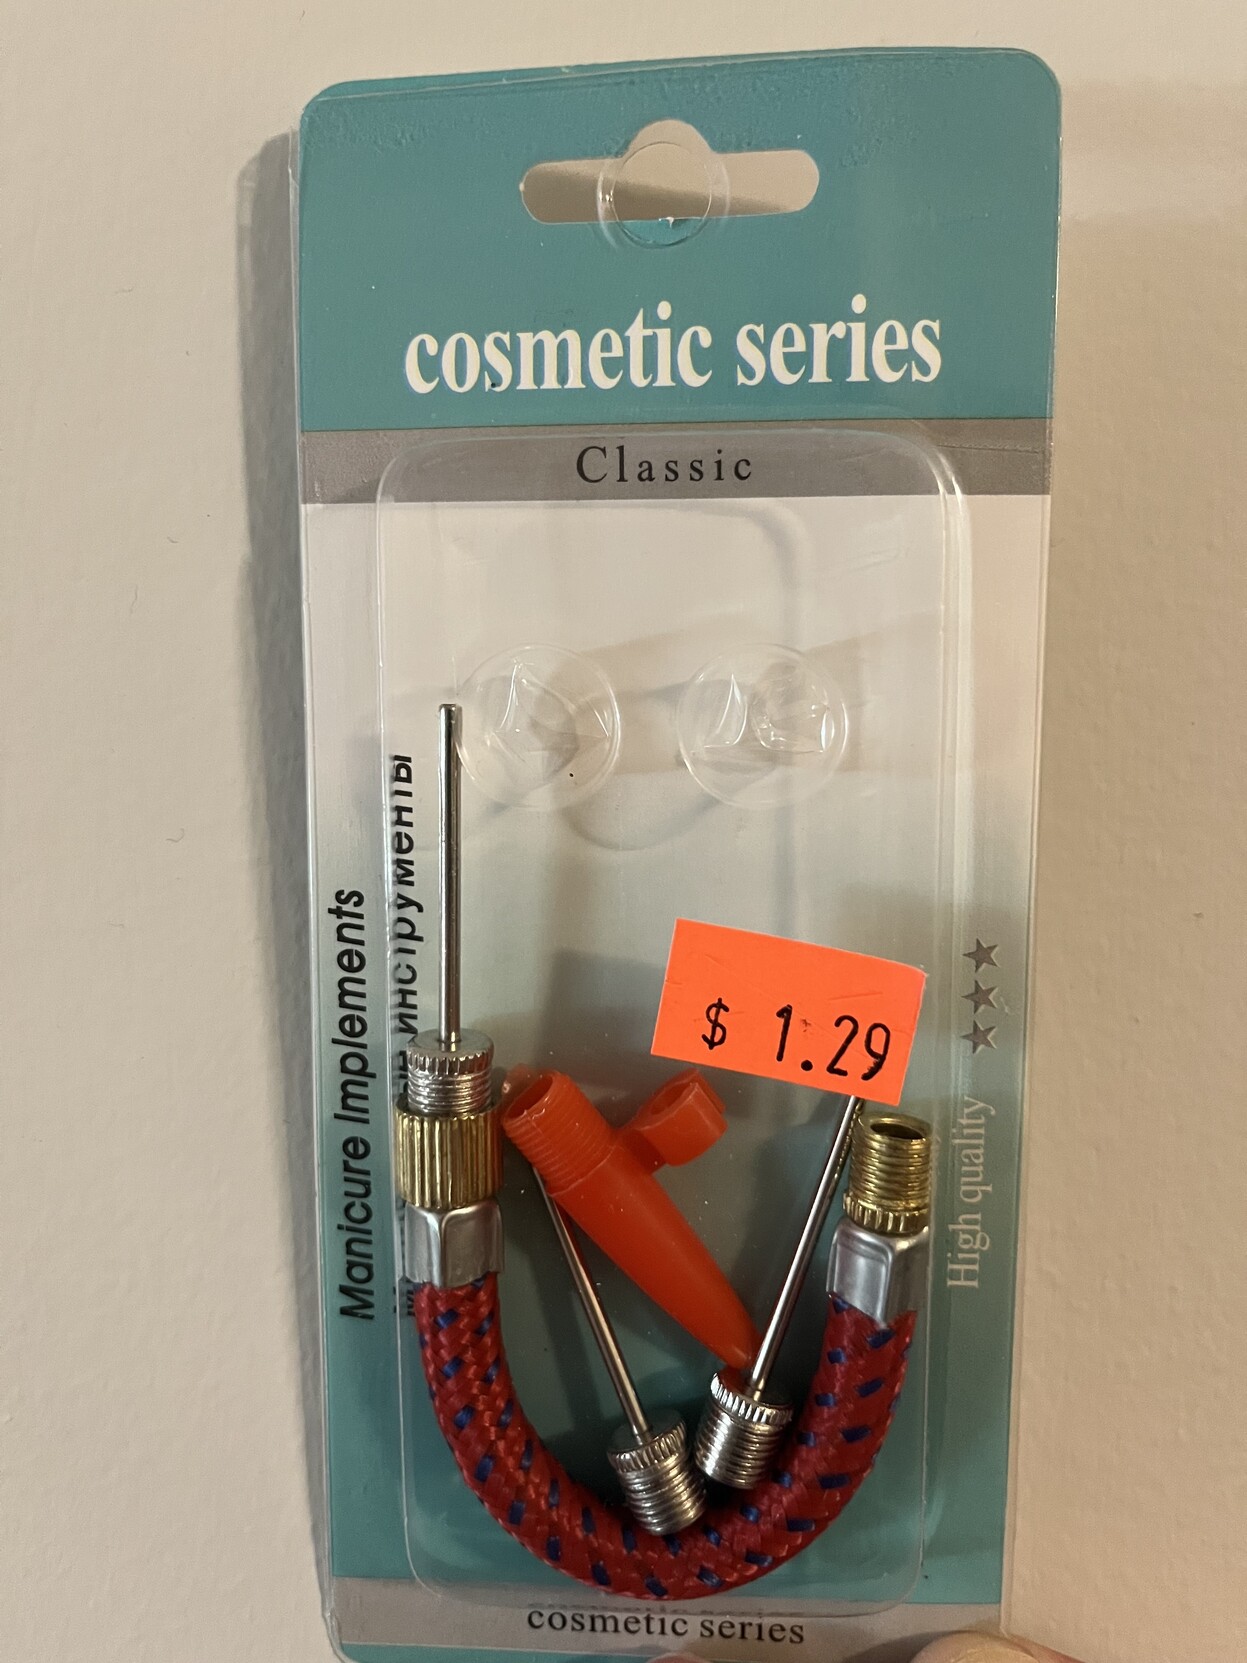 cosmetic series
Classic
Manicure Implements
инструменты
$ 1.29
High quality
cosmetic series